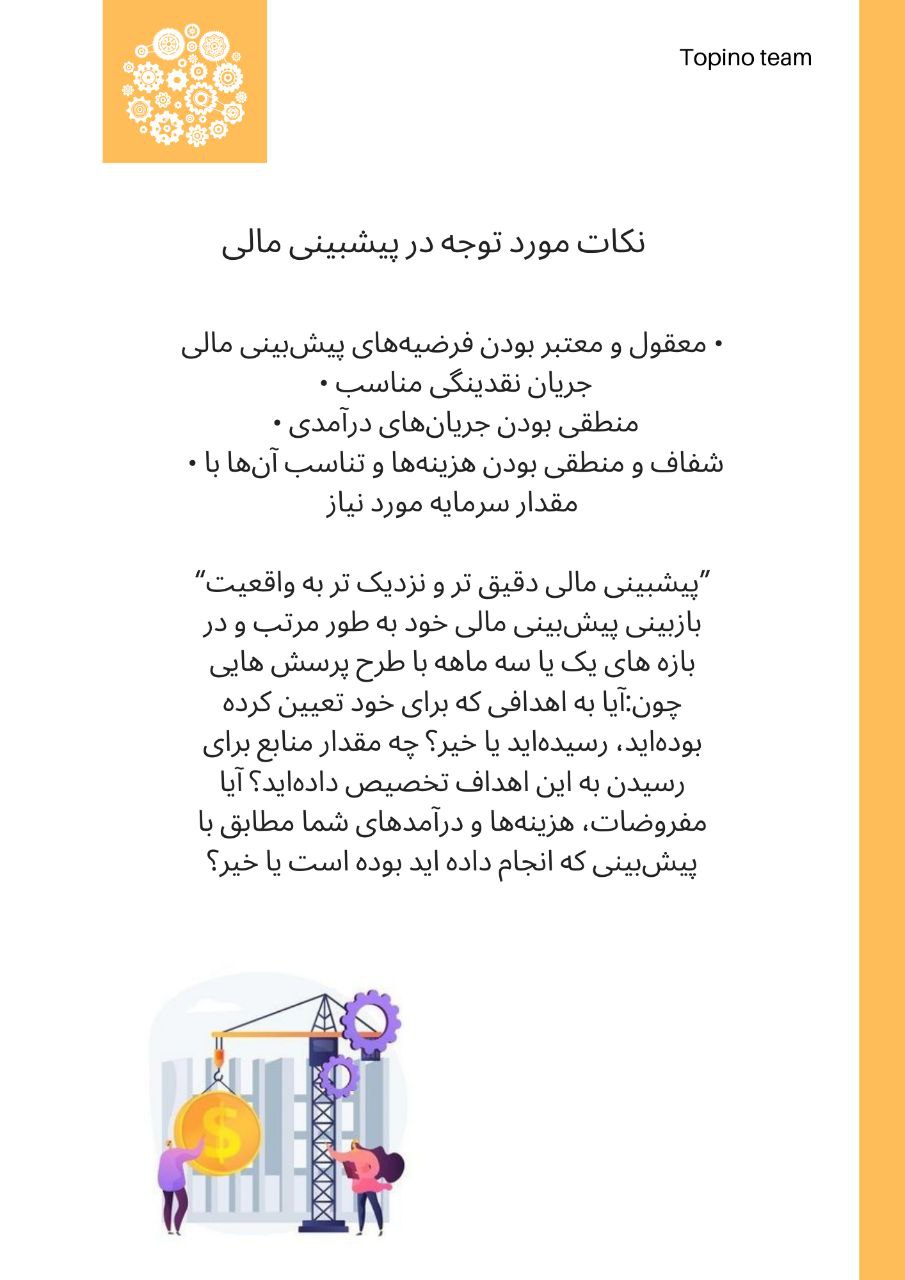 Topino team
نکات مورد توجه در پیشبینی مالی
• معقول و معتبر بودن فرضیه‌های پیش‌بینی مالی
جریان نقدینگی مناسب •
منطقی بودن جریان‌های درآمدی •
شفاف و منطقی بودن هزینه‌ها و تناسب آن‌ها با •
مقدار سرمایه مورد نیاز
”پیشبینی مالی دقیق تر و نزدیک تر به واقعیت“
بازبینی پیش‌بینی مالی خود به طور مرتب و در
بازه های یک یا سه ماهه با طرح پرسش هایی
چون:آیا به اهدافی که برای خود تعیین کرده
بوده‌اید، رسیده‌اید یا خیر؟ چه مقدار منابع برای
رسیدن به این اهداف تخصیص داده‌اید؟ آیا
مفروضات، هزینه‌ها و درآمدهای شما مطابق با
پیش‌بینی که انجام داده اید بوده است یا خیر؟
$